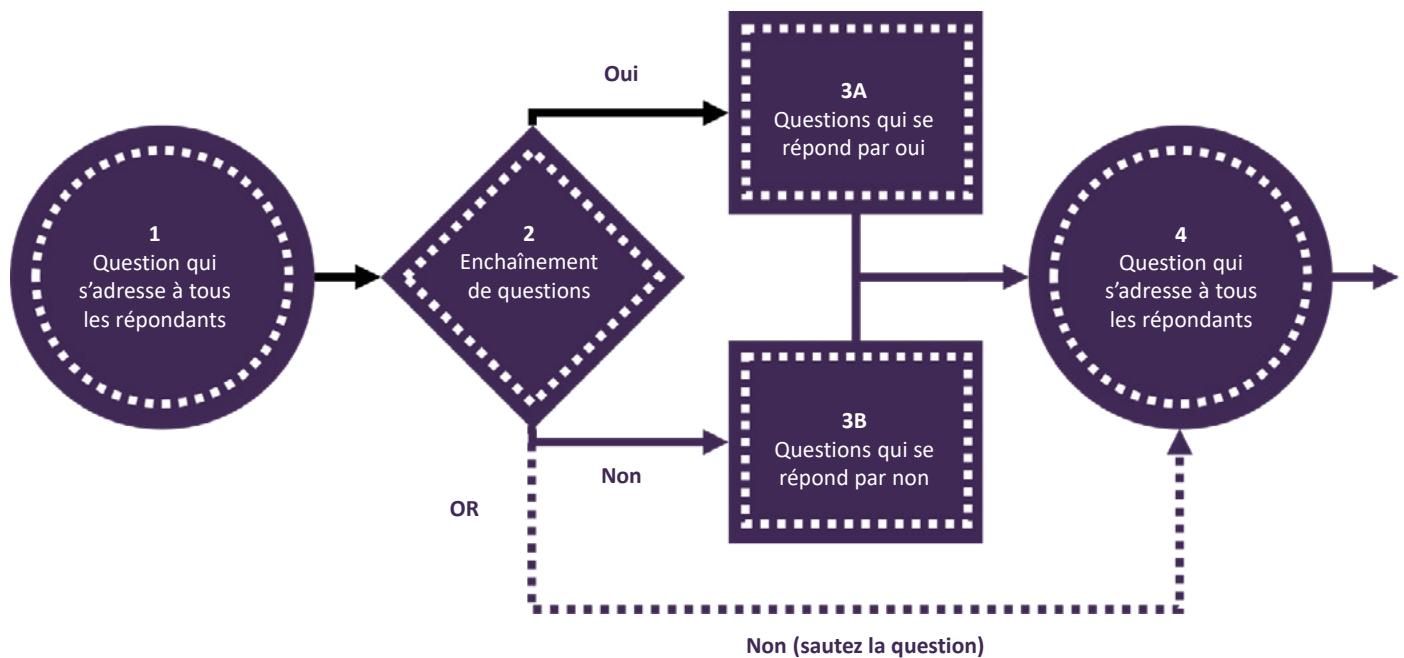 1
Question qui
s’adresse à tous
les répondants
2
Enchaînement
de questions
Oui
3A
Questions qui se
répond par oui
Non
OR
3B
Questions qui se
répond par non
Non (sautez la question)
4
Question qui
s’adresse à tous
les répondants